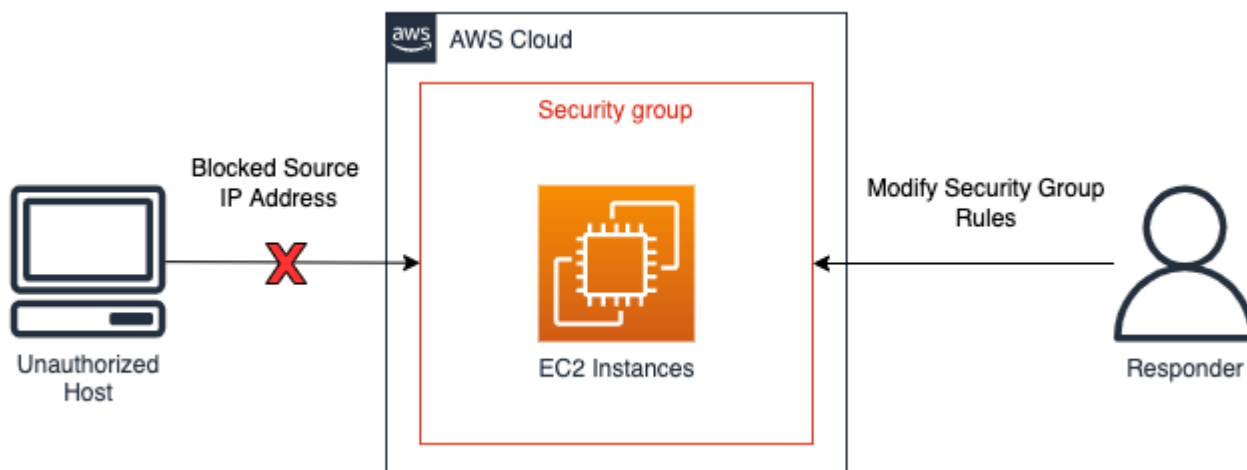 aws
AWS Cloud
Security group
Blocked Source
IP Address
Modify Security Group
Rules
Unauthorized
Host
EC2 Instances
Responder